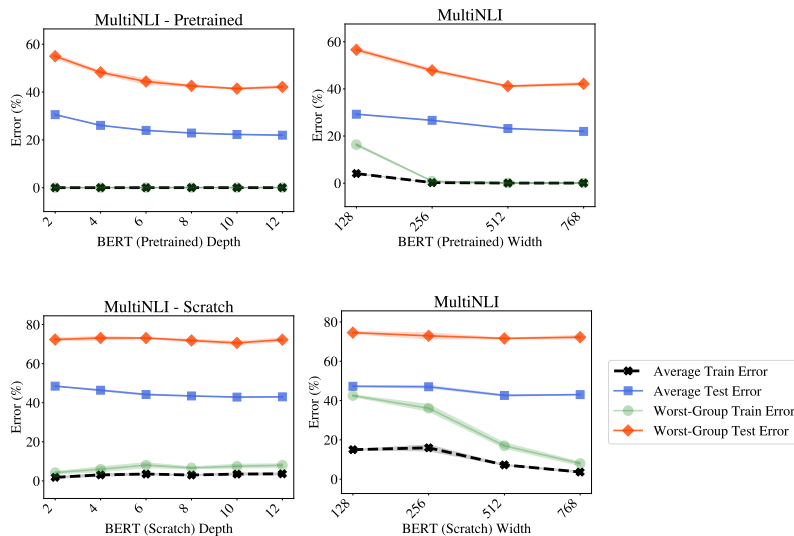 MultiNLI - Pretrained
60
40
20
0
Error (%)
2
4
6
8
10
12
BERT (Pretrained) Depth
MultiNLI
60
40
20
0
Error (%)
128
256
512
768
BERT (Pretrained) Width
MultiNLI - Scratch
80
60
40
20
0
Error (%)
2
4
6
8
10
12
BERT (Scratch) Depth
MultiNLI
80
60
40
20
0
Error (%)
128
256
512
768
BERT (Scratch) Width
Average Train Error
Average Test Error
Worst-Group Train Error
Worst-Group Test Error